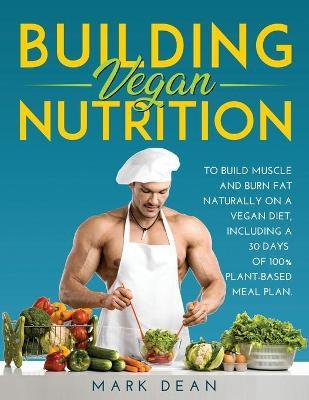 BUILDING
Vegan
NUTRITION
TO BUILD MUSCLE
AND BURN FAT
NATURALLY ON A
VEGAN DIET,
INCLUDING A
30 DAYS
OF 100%
PLANT-BASED
MEAL PLAN.
MARK DEAN